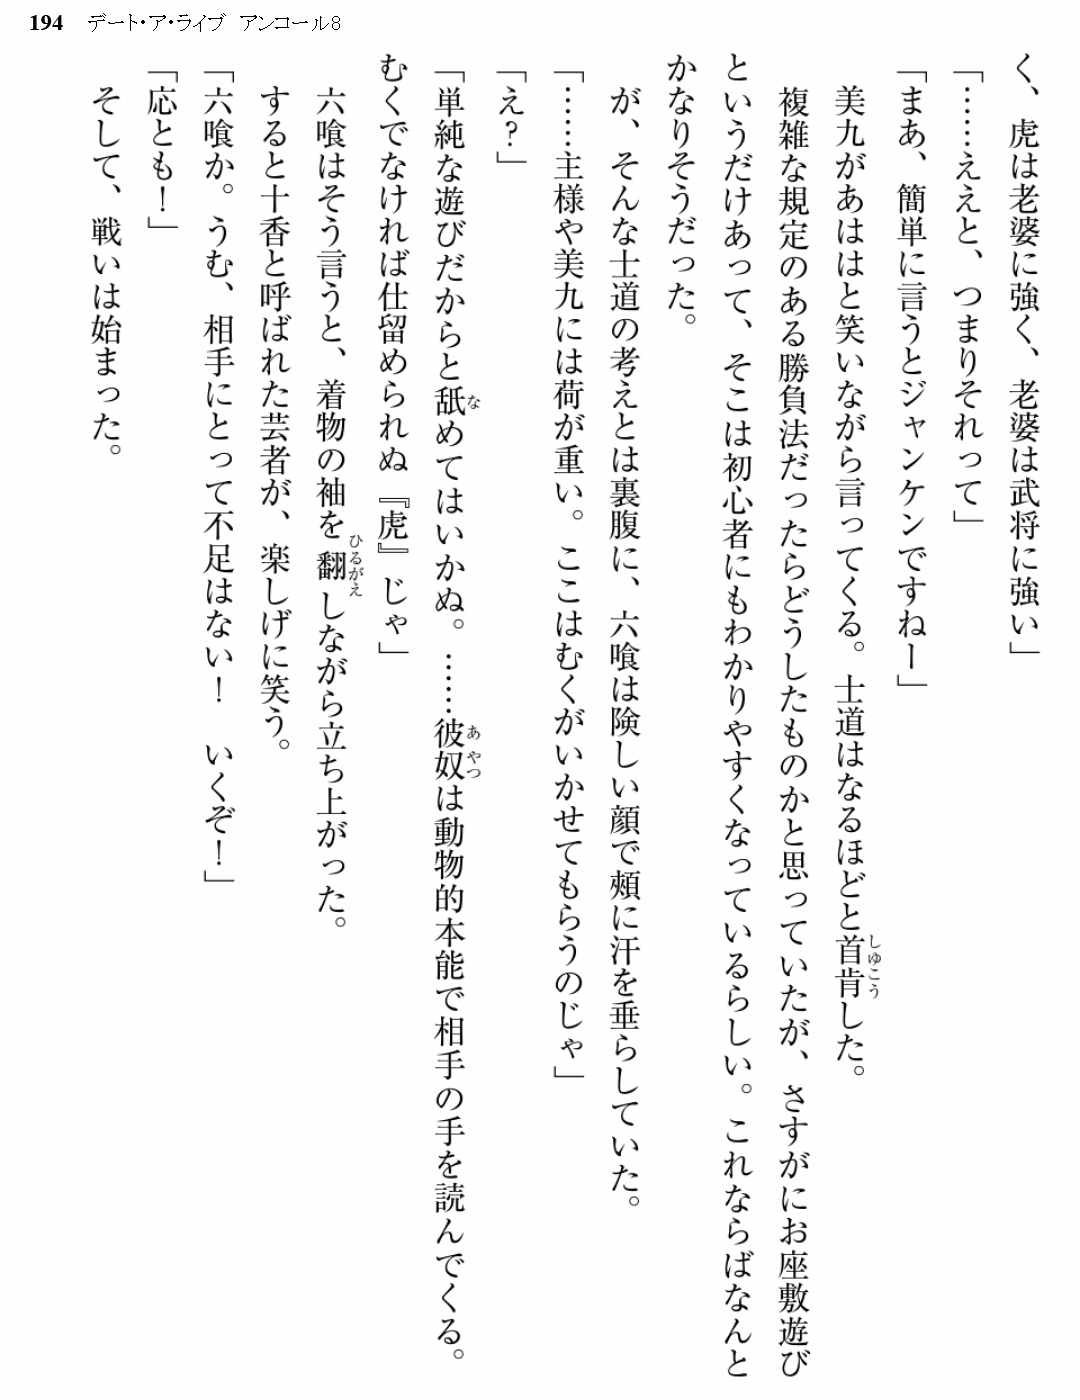 194 デート・ア・ライブ アンコール8
く、虎は老婆に強く、老婆は武将に強い」
「……ええと、つまりそれって」
「まあ、簡単に言うとジャンケンですねー」
美九があははと笑いながら言ってくる。士道はなるほどと首肯した。
複雑な規定のある勝負法だったらどうしたものかと思っていたが、さすがにお座敷遊び
というだけあって、そこは初心者にもわかりやすくなっているらしい。これならばなんと
かなりそうだった。
が、そんな士道の考えとは裏腹に、六喰は険しい顔で頰に汗を垂らしていた。
「……主様や美九には荷が重い。ここはむくがいかせてもらうのじゃ」
「え？」
「単純な遊びだからと舐めてはいかぬ。……彼奴は動物的本能で相手の手を読んでくる。
むくでなければ仕留められぬ『虎』じゃ」
六喰はそう言うと、着物の袖を翻しながら立ち上がった。
すると十香と呼ばれた芸者が、楽しげに笑う。
「六喰か。うむ、相手にとって不足はない！　いくぞ！」
「応とも！」
そして、戦いは始まった。